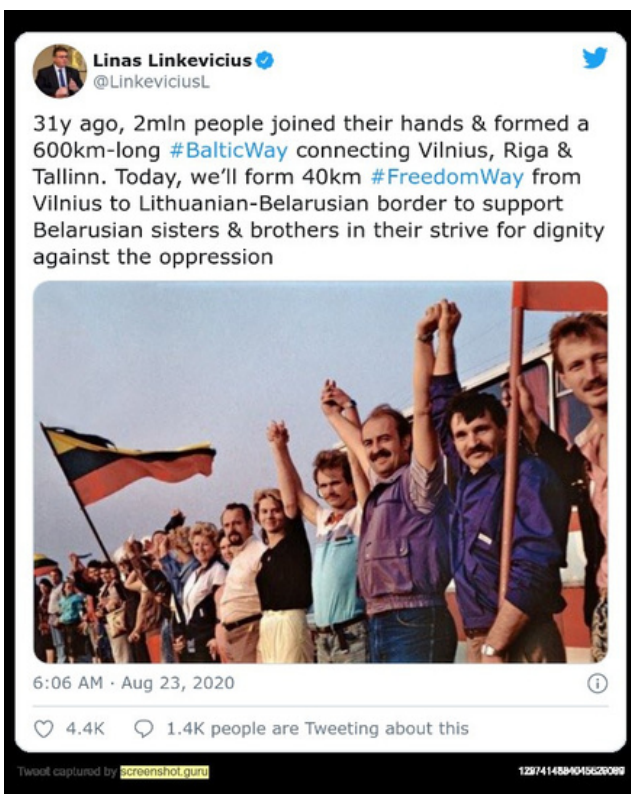 Linas Linkevicius
@LinkeviciusL
31y ago, 2mln people joined their hands & formed a
600km-long #BalticWay connecting Vilnius, Riga &
Tallinn. Today, we’ll form 40km #FreedomWay from
Vilnius to Lithuanian-Belarusian border to support
Belarusian sisters & brothers in their strive for dignity
against the oppression
6:06 AM · Aug 23, 2020
4.4K 1.4K people are Tweeting about this
Tweet captured by screenshot.guru